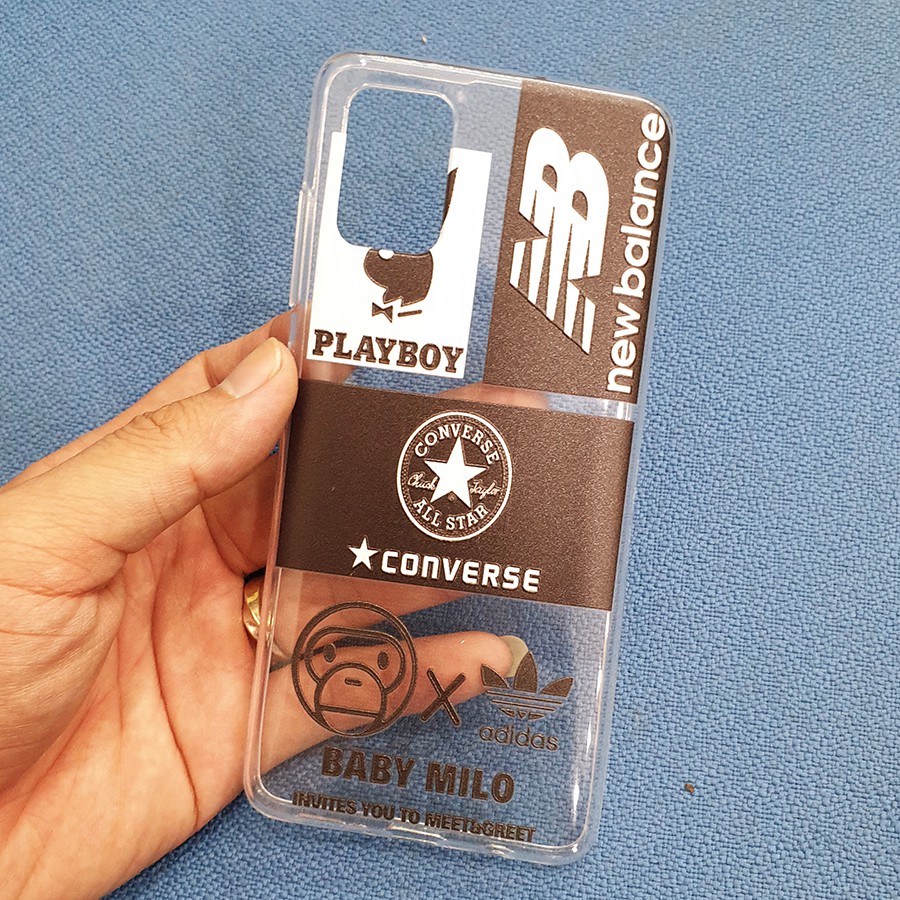 PLAYBOY
new balance
CONVERSE
Chuck Taylor
ALL STAR
CONVERSE
X
adidas
BABY MILO
INVITES YOU TO MEET&GREET